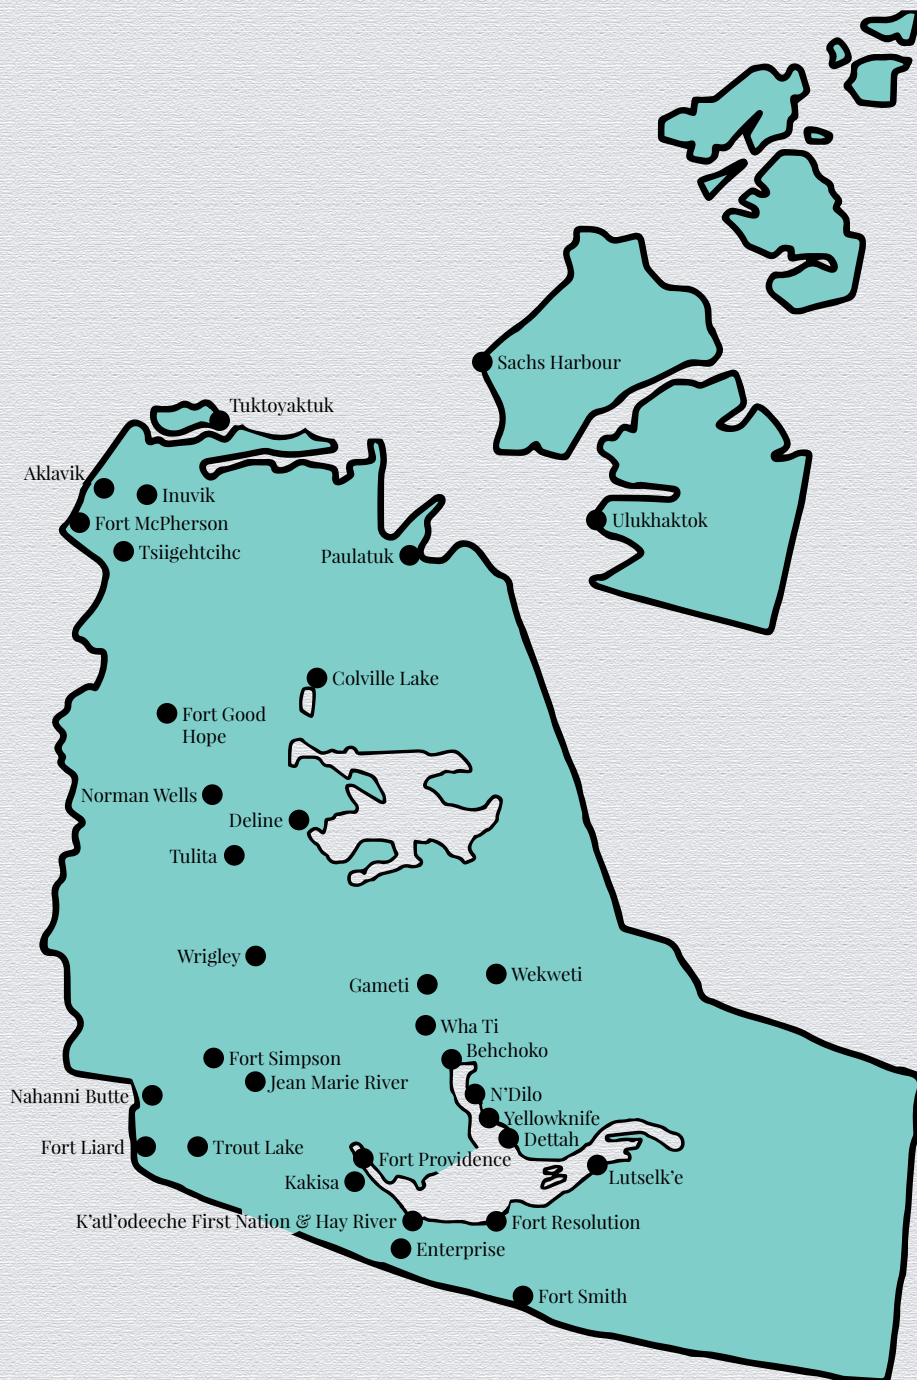 Sachs Harbour
Tuktoyaktuk
Aklavik
Inuvik
Ulukhaktok
Fort McPherson
Tsiigehtcihc
Paulatuk
Colville Lake
Fort Good
Hope
Norman Wells
Deline
Tulita
Wrigley
Wekweti
Gameti
Wha Ti
Behchoko
Fort Simpson
Jean Marie River
N'Dilo
Nahanni Butte
Yellowknife
Dettah
Fort Liard
Trout Lake
Fort Providence
Lutselk'e
Kakisa
K'atl'odeeche First Nation & Hay River
Fort Resolution
Enterprise
Fort Smith